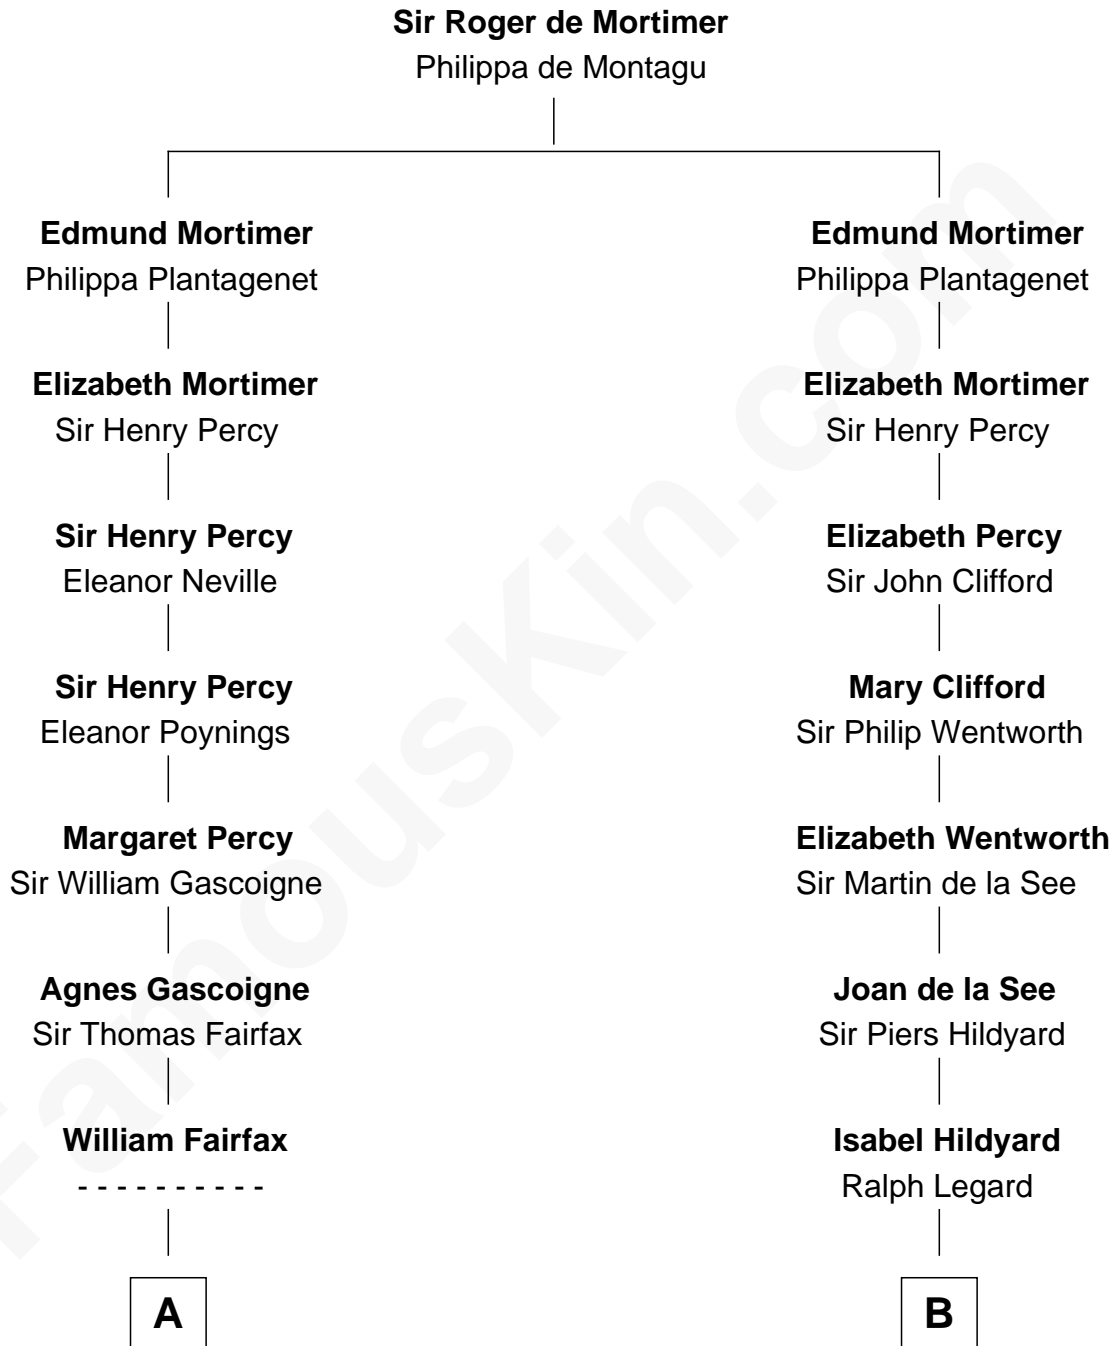 Sir Roger de Mortimer
Philippa de Montagu
Edmund Mortimer
Philippa Plantagenet
Edmund Mortimer
Philippa Plantagenet
Elizabeth Mortimer
Sir Henry Percy
Elizabeth Mortimer
Sir Henry Percy
Sir Henry Percy
Eleanor Neville
Elizabeth Percy
Sir John Clifford
Sir Henry Percy
Eleanor Poynings
Mary Clifford
Sir Philip Wentworth
Margaret Percy
Sir William Gascoigne
Elizabeth Wentworth
Sir Martin de la See
Agnes Gascoigne
Sir Thomas Fairfax
Joan de la See
Sir Piers Hildyard
William Fairfax
- - - - - - - - - -
Isabel Hildyard
Ralph Legard
A
B
FamousKin.com